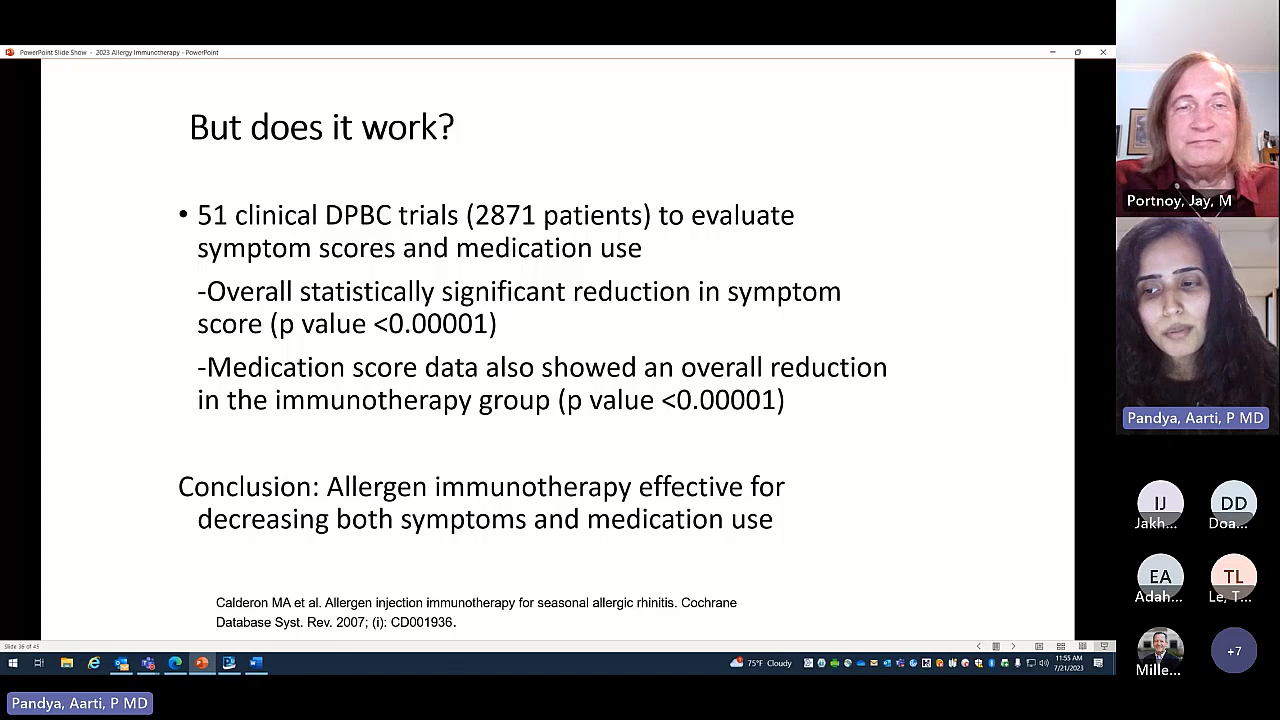 PowerPoint Slide Show - 2023 Allergy Immunotherapy - PowerPoint
But does it work?
• 51 clinical DPBC trials (2871 patients) to evaluate
symptom scores and medication use
-Overall statistically significant reduction in symptom
score (p value <0.00001)
-Medication score data also showed an overall reduction
in the immunotherapy group (p value <0.00001)
Conclusion: Allergen immunotherapy effective for
decreasing both symptoms and medication use
Calderon MA et al. Allergen injection immunotherapy for seasonal allergic rhinitis. Cochrane
Database Syst. Rev. 2007; (i): CD001936.
Slide 36 of 45
75°F Cloudy
11:55 AM
7/21/2023
Pandya, Aarti, P MD
Portnoy, Jay, M
Pandya, Aarti, P MD
IJ
Jakh...
DD
Doa...
EA
Adah...
TL
Le, T...
Mille...
+7